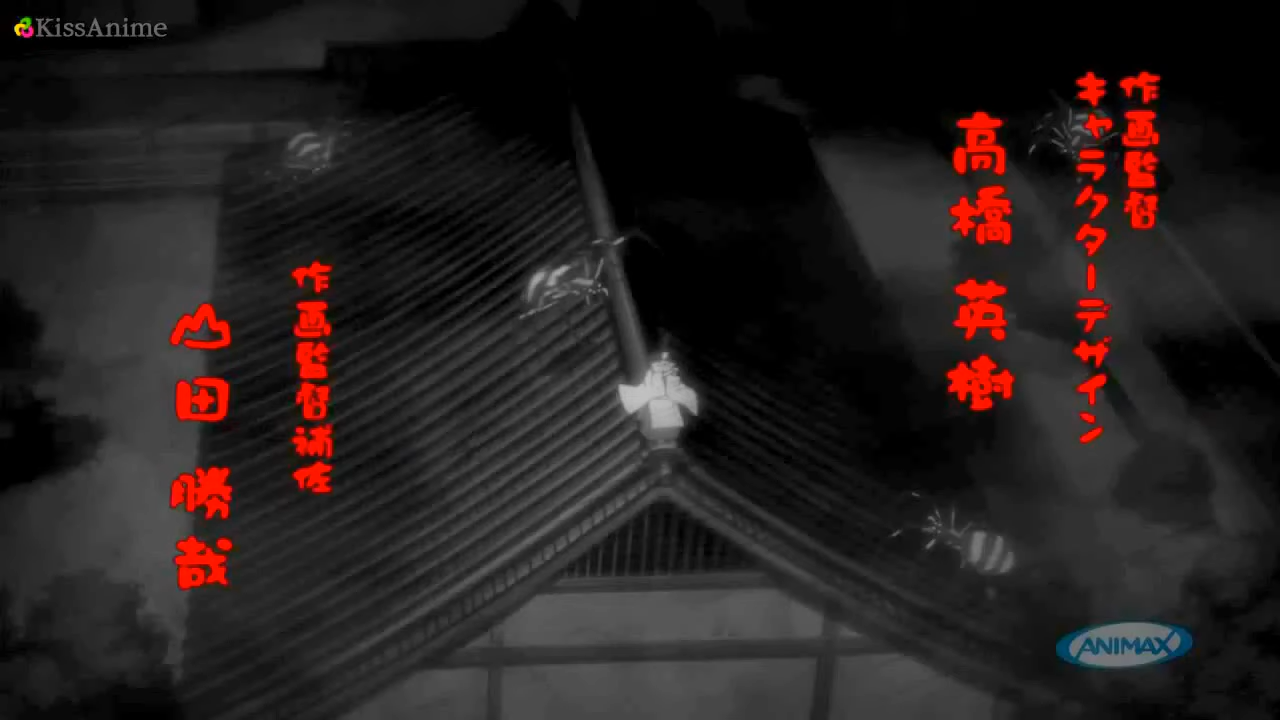 KissAnime
作画監督
キャラクターデザイン
高橋 英樹
作画監督補佐
山田 勝哉
ANIMAX